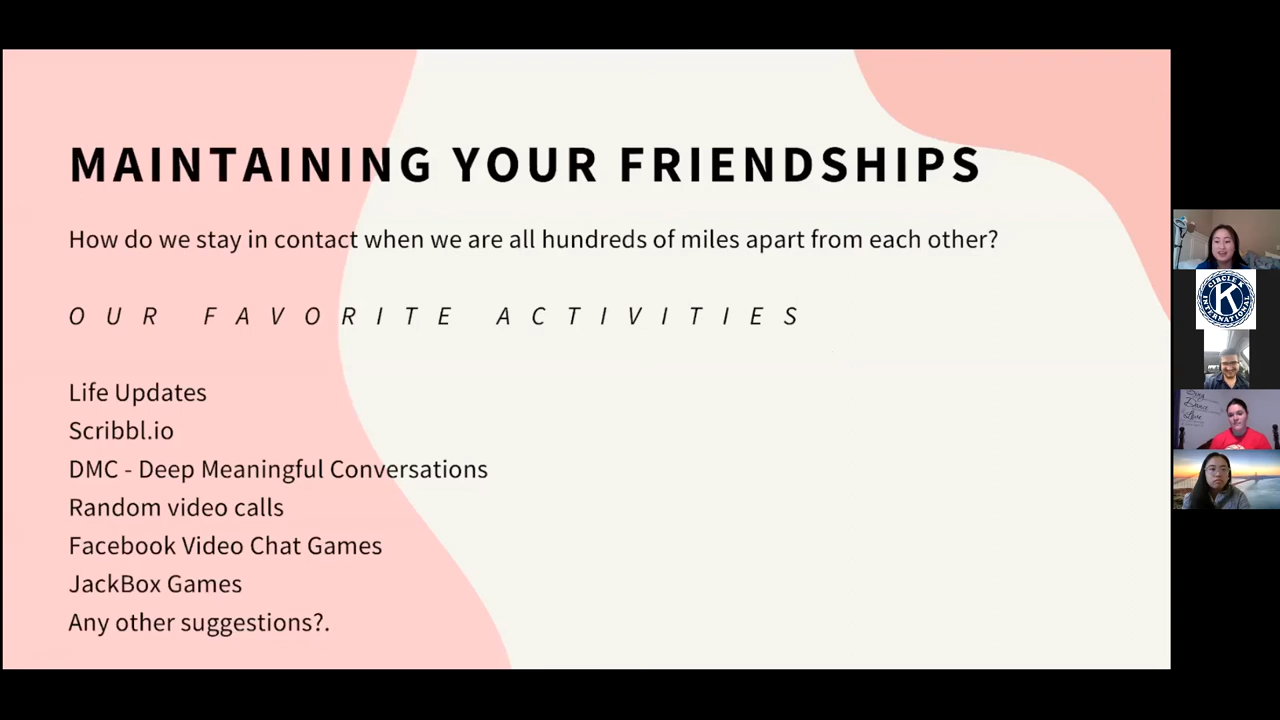 MAINTAINING YOUR FRIENDSHIPS
How do we stay in contact when we are all hundreds of miles apart from each other?
OUR FAVORITE ACTIVITIES
Life Updates
Scribbl.io
DMC - Deep Meaningful Conversations
Random video calls
Facebook Video Chat Games
JackBox Games
Any other suggestions?.
CIRCLE K
K
INTERNATIONAL